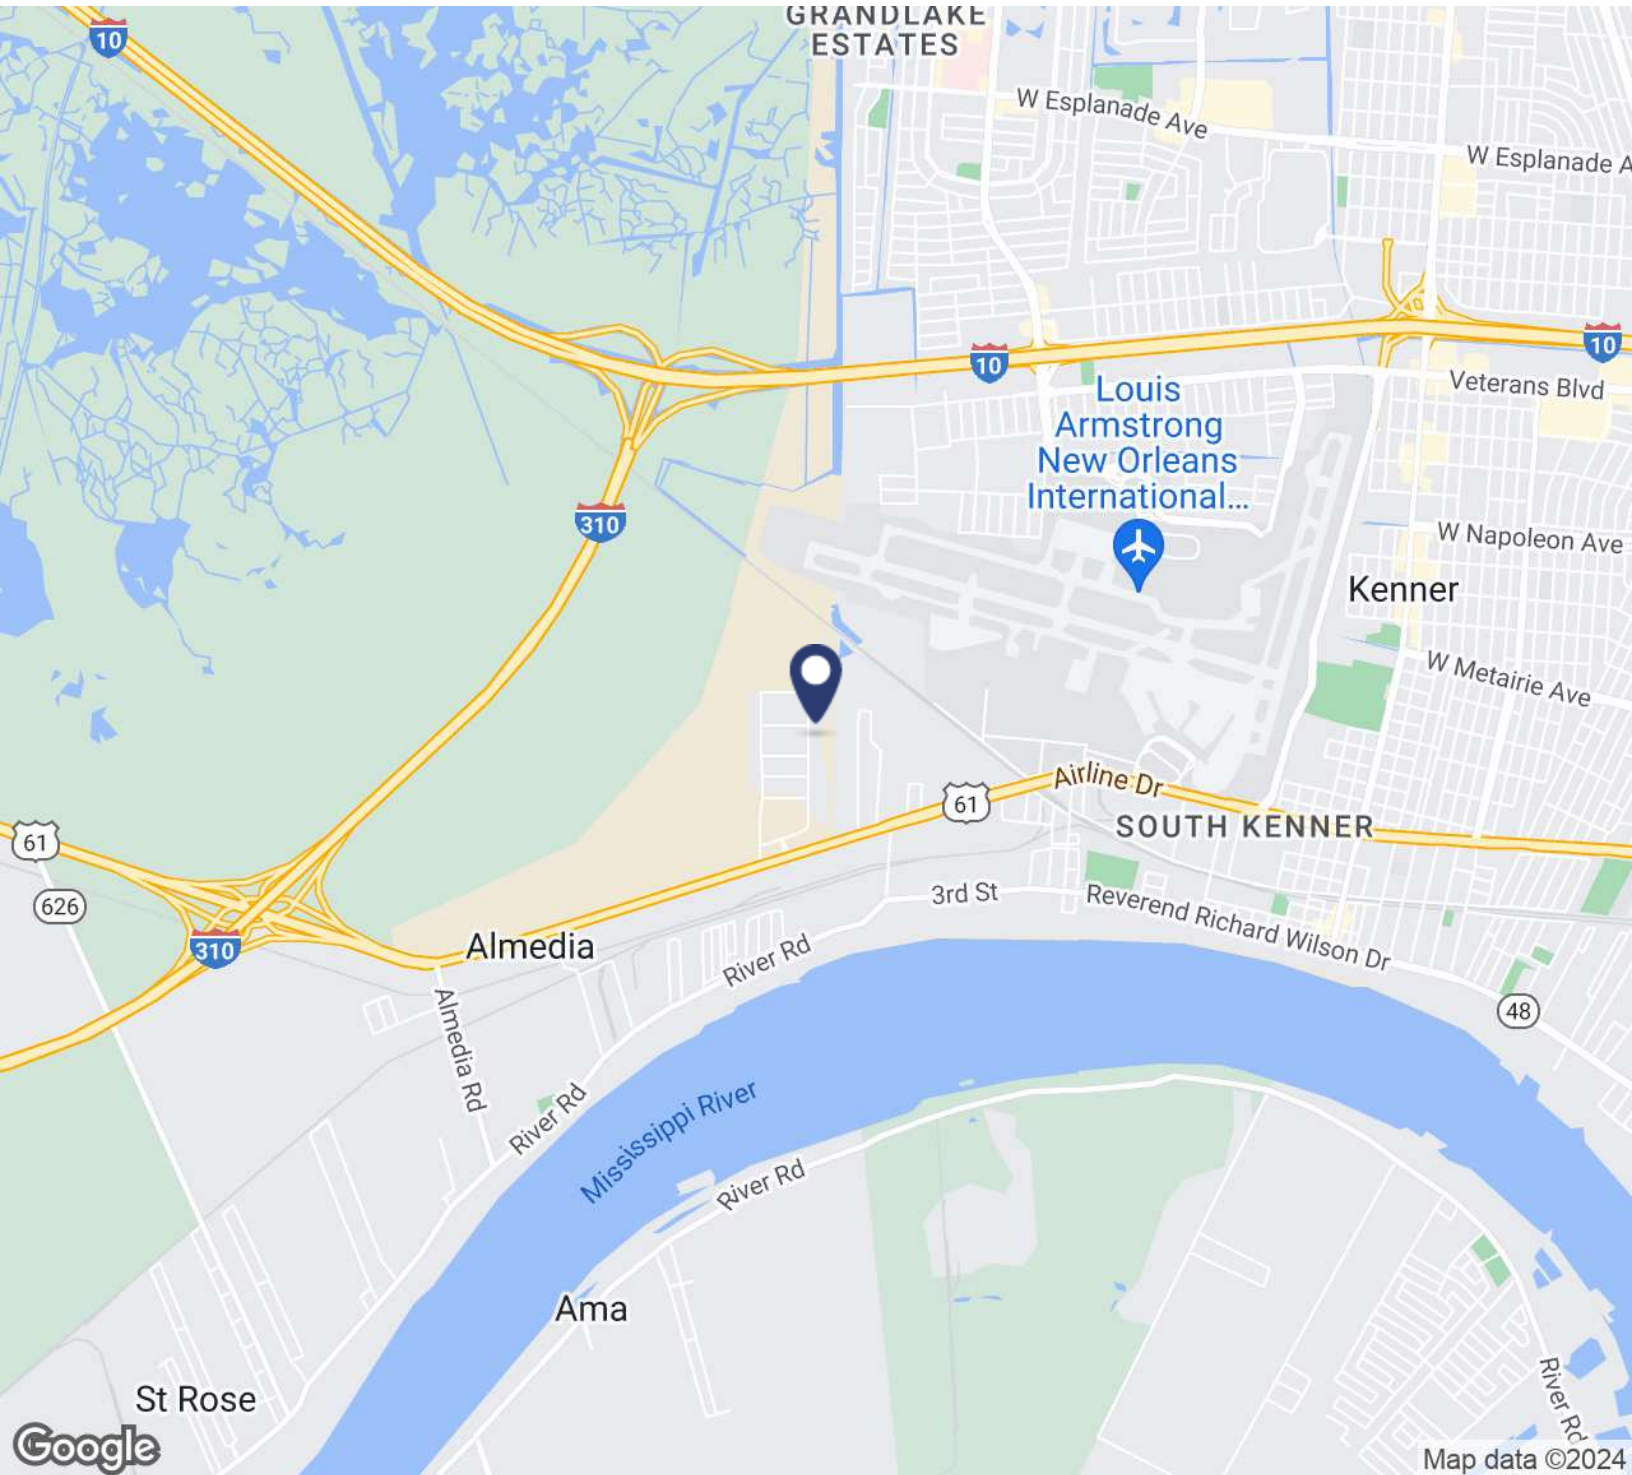 GRANDLAKE
ESTATES
10
W Esplanade Ave
W Esplanade A
10
10
Veterans Blvd
Louis
Armstrong
New Orleans
International...
310
W Napoleon Ave
Kenner
W Metairie Ave
Airline Dr
61
SOUTH KENNER
61
626
3rd St
Reverend Richard Wilson Dr
310
Almedia
River Rd
48
Almedia Rd
River Rd
Mississippi River
River Rd
Ama
St Rose
River Rd
Google
Map data ©2024